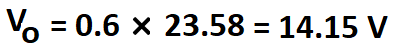 Vo = 0.6 × 23.58 = 14.15 V